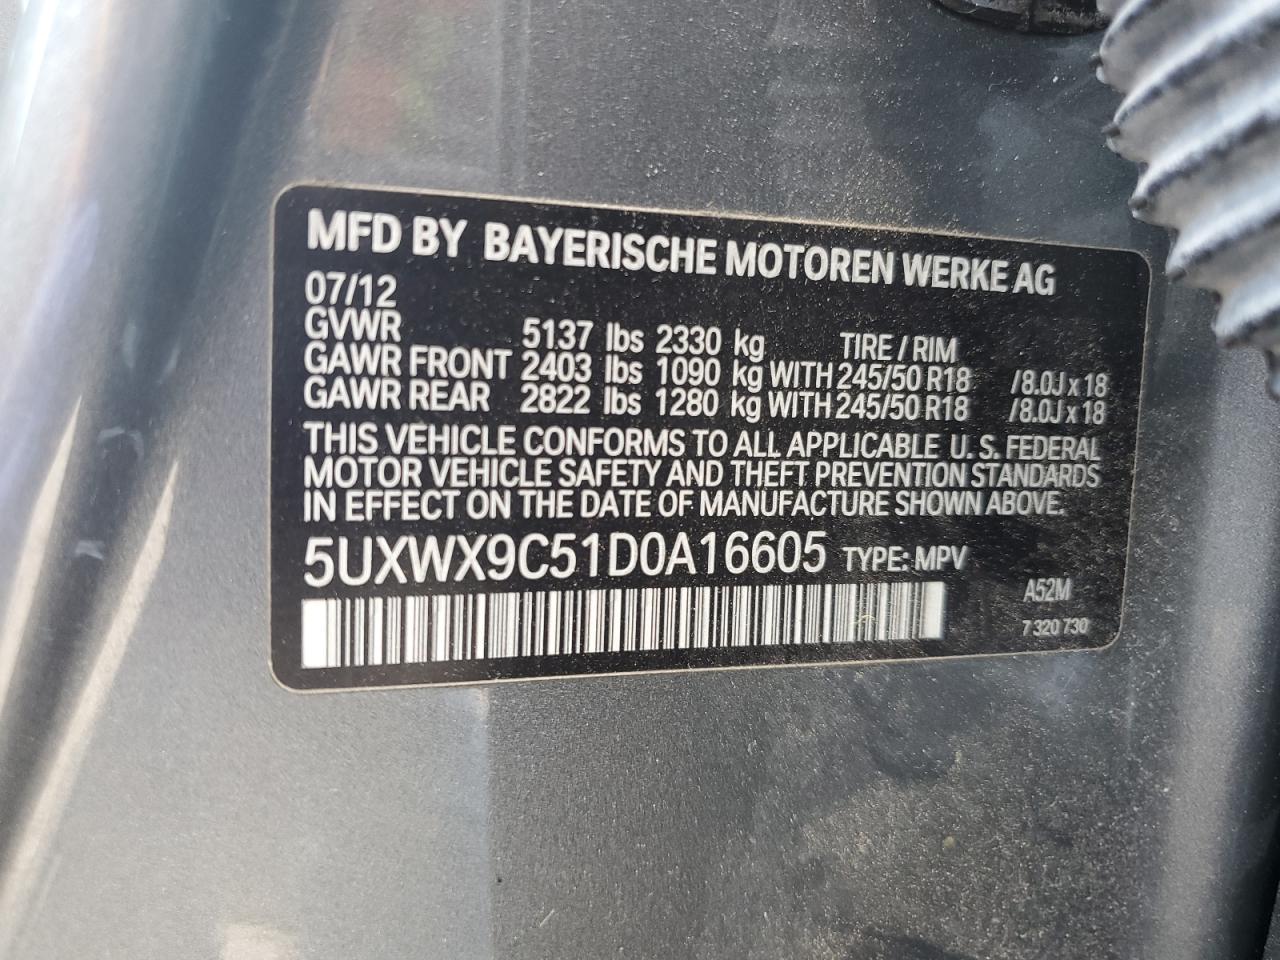 MFD BY BAYERISCHE MOTOREN WERKE AG
07/12
GVWR 5137 lbs 2330 kg TIRE / RIM
GAWR FRONT 2403 lbs 1090 kg WITH 245/50 R18 /8.0J x 18
GAWR REAR 2822 lbs 1280 kg WITH 245/50 R18 /8.0J x 18
THIS VEHICLE CONFORMS TO ALL APPLICABLE U.S. FEDERAL
MOTOR VEHICLE SAFETY AND THEFT PREVENTION STANDARDS
IN EFFECT ON THE DATE OF MANUFACTURE SHOWN ABOVE.
5UXWX9C51D0A16605 TYPE: MPV
A52M
7 320 730